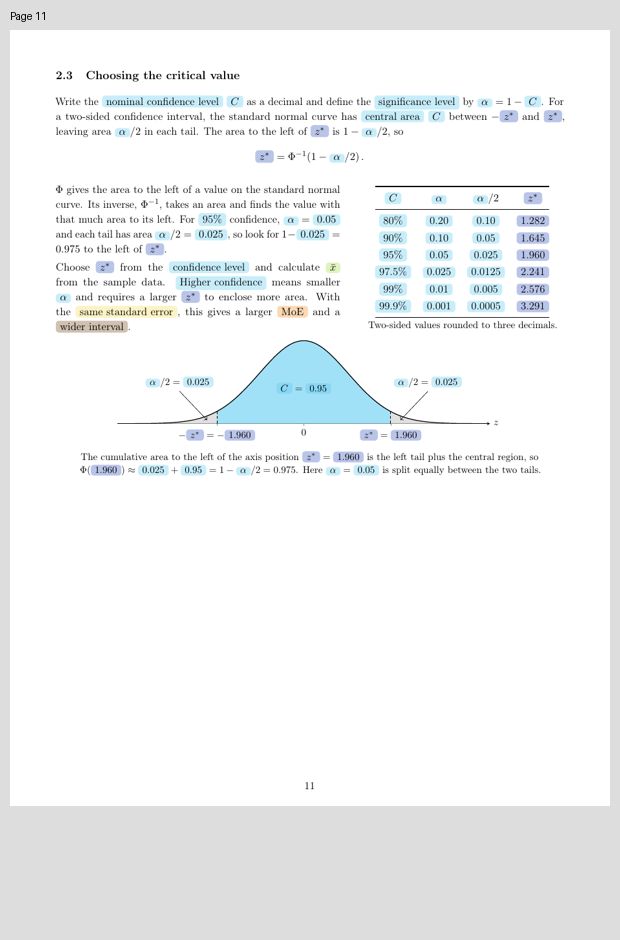 Page 11
2.3 Choosing the critical value
Write the nominal confidence level C as a decimal and define the significance level by α = 1 − C. For
a two-sided confidence interval, the standard normal curve has central area C between −z* and z*,
leaving area α/2 in each tail. The area to the left of z* is 1 − α/2, so
z* = Φ⁻¹(1 − α/2).
Φ gives the area to the left of a value on the standard normal
curve. Its inverse, Φ⁻¹, takes an area and finds the value with
that much area to its left. For 95% confidence, α = 0.05
and each tail has area α/2 = 0.025, so look for 1 − 0.025 =
0.975 to the left of z*.
Choose z* from the confidence level and calculate x̄
from the sample data. Higher confidence means smaller
α and requires a larger z* to enclose more area. With
the same standard error, this gives a larger MoE and a
wider interval.
C α α/2 z*
80% 0.20 0.10 1.282
90% 0.10 0.05 1.645
95% 0.05 0.025 1.960
97.5% 0.025 0.0125 2.241
99% 0.01 0.005 2.576
99.9% 0.001 0.0005 3.291
Two-sided values rounded to three decimals.
α/2 = 0.025
C = 0.95
α/2 = 0.025
z
−z* = −1.960
0
z* = 1.960
The cumulative area to the left of the axis position z* = 1.960 is the left tail plus the central region, so
Φ(1.960) ≈ 0.025 + 0.95 = 1 − α/2 = 0.975. Here α = 0.05 is split equally between the two tails.
11